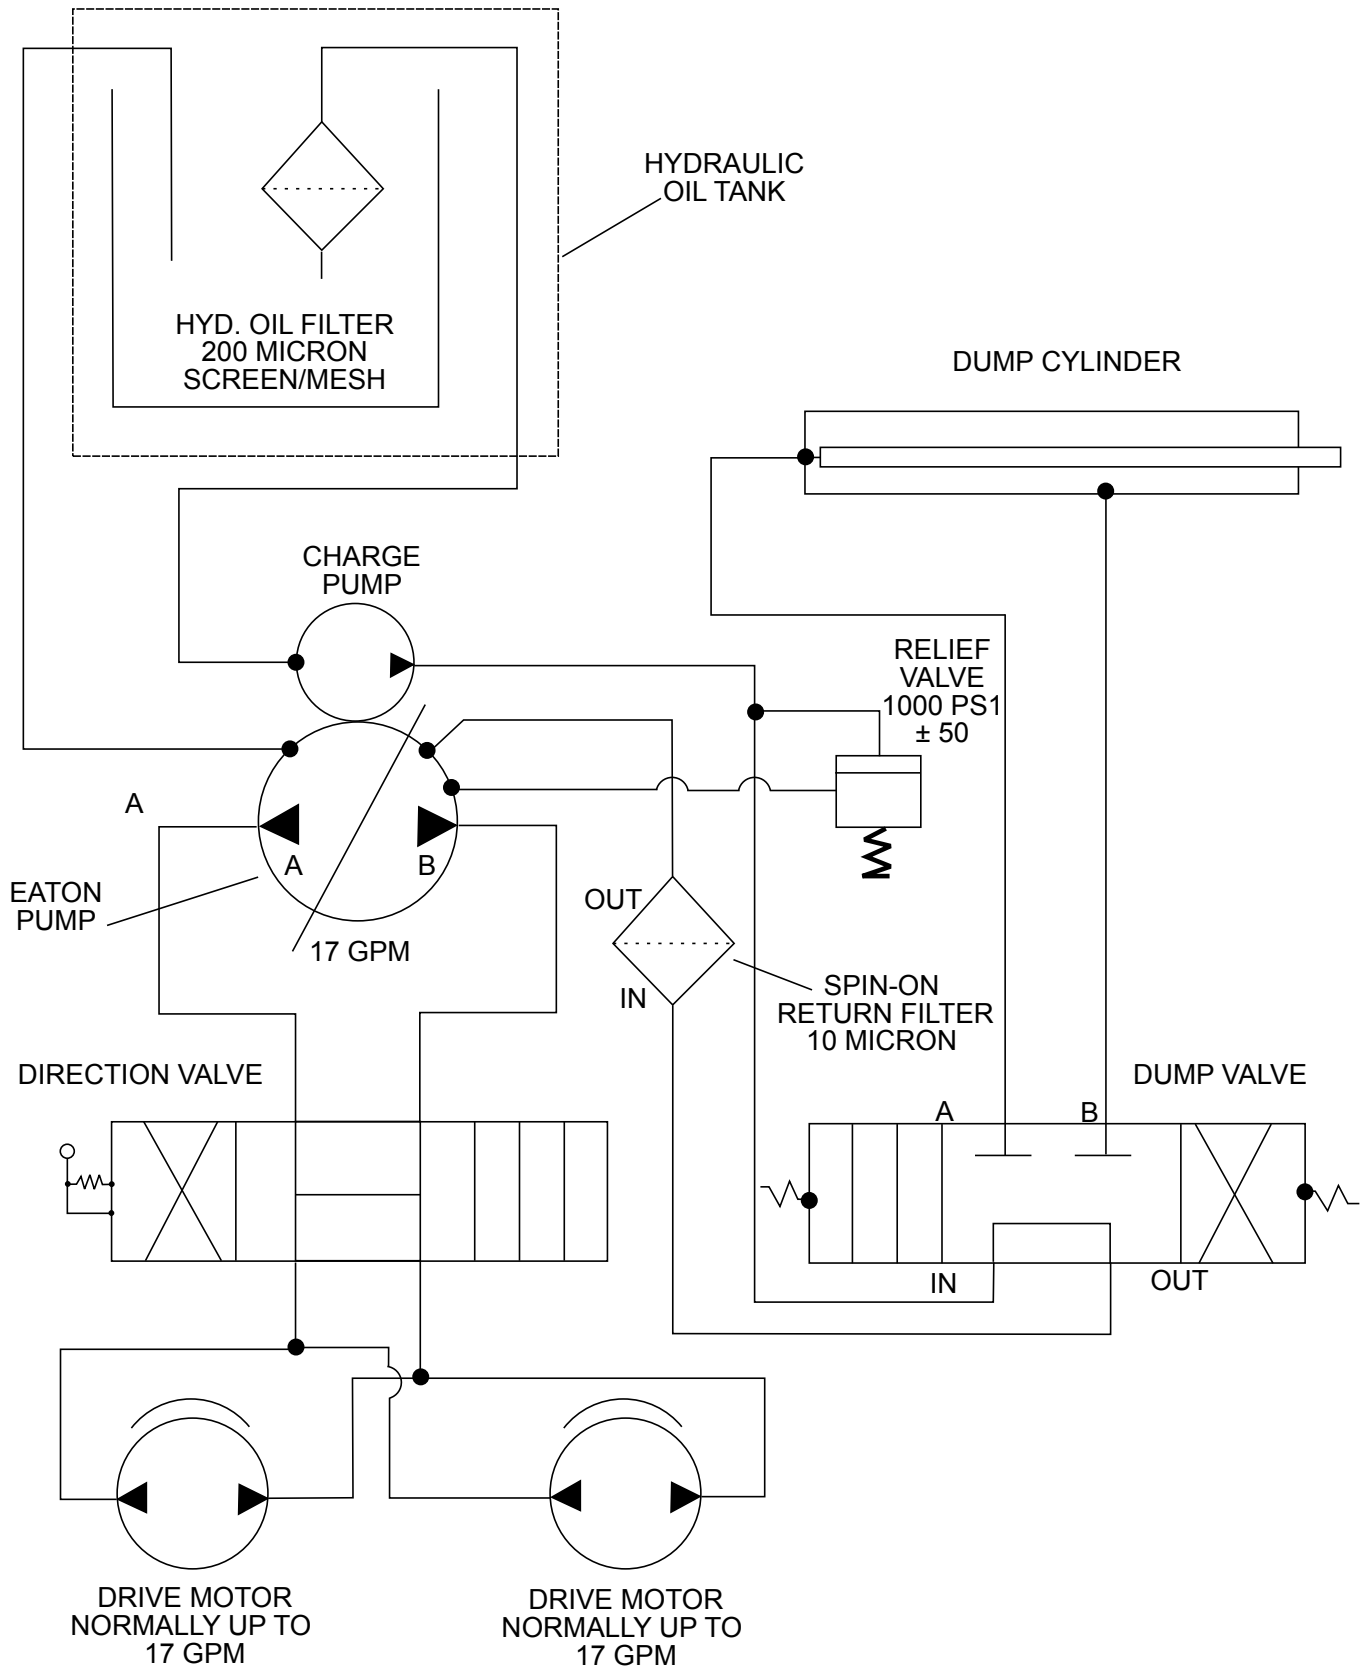 HYDRAULIC
OIL TANK
HYD. OIL FILTER
200 MICRON
SCREEN/MESH
DUMP CYLINDER
CHARGE
PUMP
RELIEF
VALVE
1000 PS1
± 50
A
A
B
EATON
PUMP
17 GPM
OUT
IN
SPIN-ON
RETURN FILTER
10 MICRON
DIRECTION VALVE
DUMP VALVE
A
B
IN
OUT
DRIVE MOTOR
NORMALLY UP TO
17 GPM
DRIVE MOTOR
NORMALLY UP TO
17 GPM